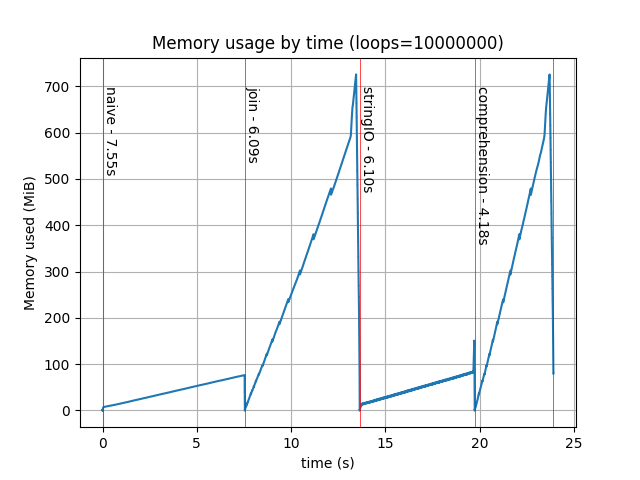 Memory usage by time (loops=10000000)
Memory used (MiB)
700
600
500
400
300
200
100
0
naive - 7.55s
join - 6.09s
stringIO - 6.10s
comprehension - 4.18s
0
5
10
15
20
25
time (s)